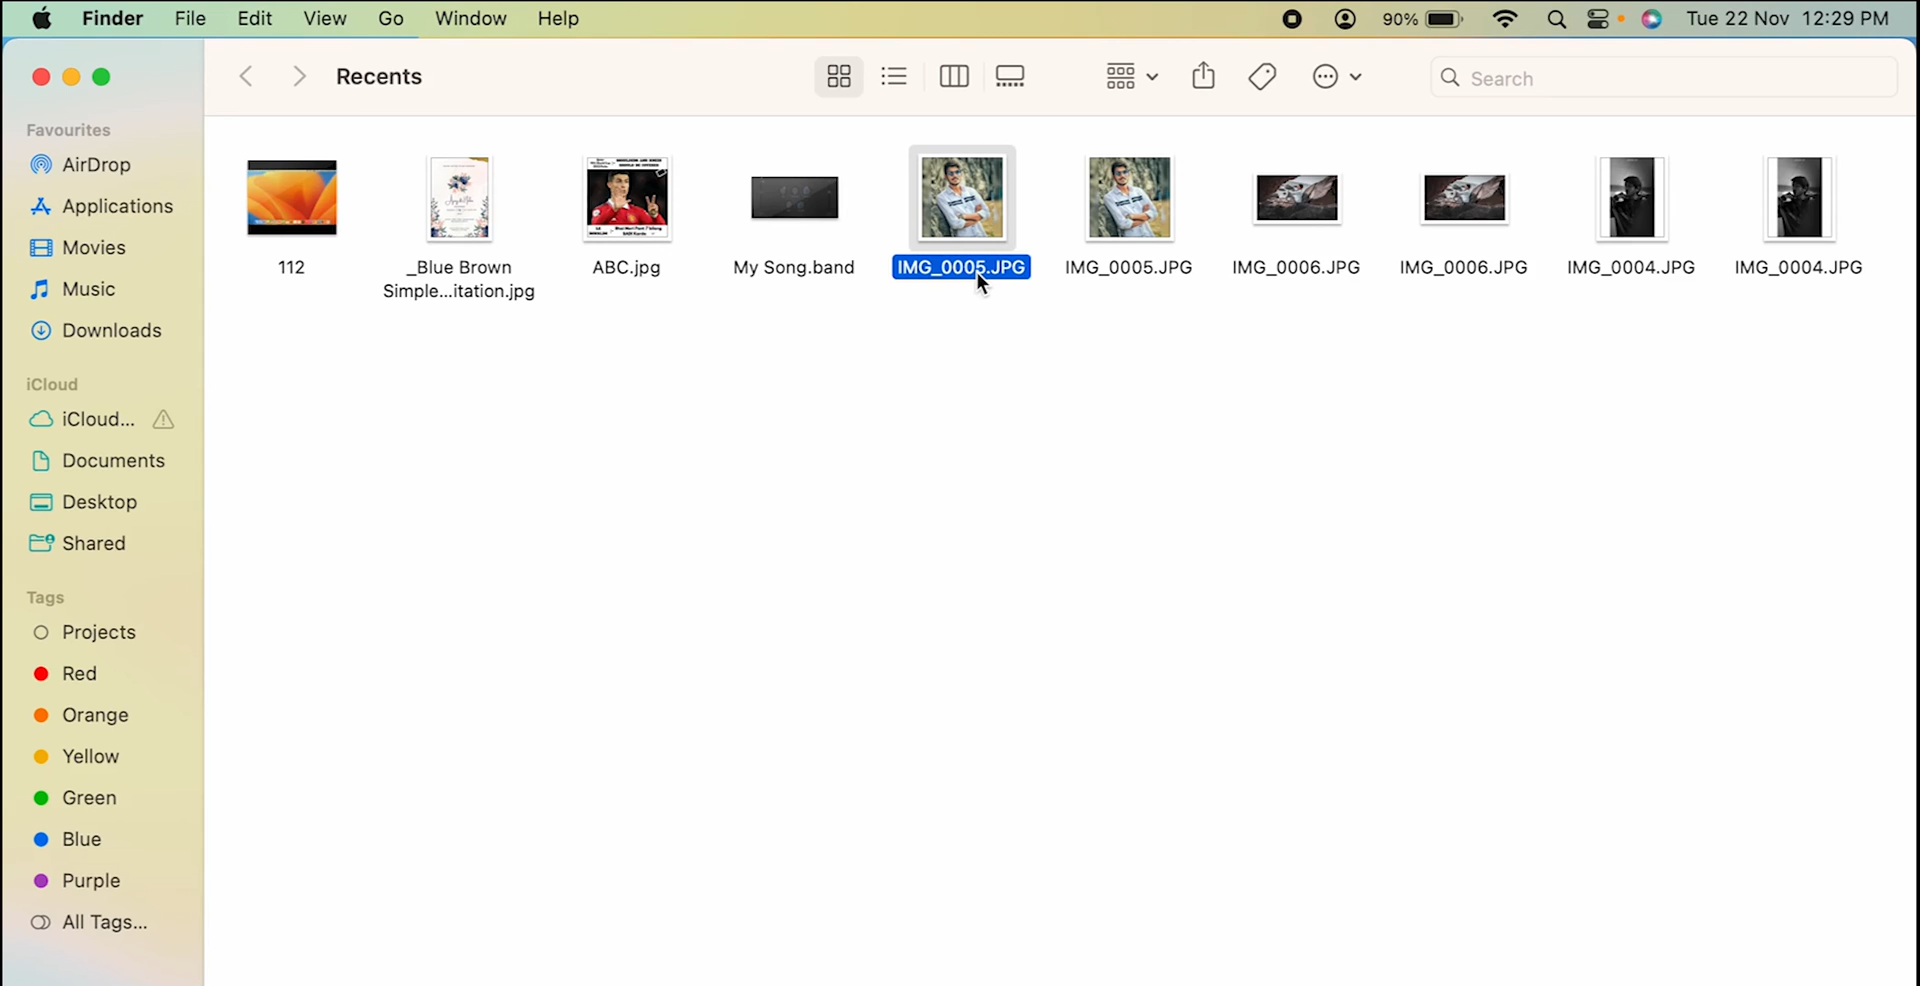 Finder File Edit View Go Window Help 90% Tue 22 Nov 12:29 PM
Recents
Search
Favourites
AirDrop
Applications
Movies
Music
Downloads
iCloud
iCloud...
Documents
Desktop
Shared
Tags
Projects
Red
Orange
Yellow
Green
Blue
Purple
All Tags...
112
_Blue Brown
Simple...itation.jpg
ABC.jpg
My Song.band
IMG_0005.JPG
IMG_0005.JPG
IMG_0006.JPG
IMG_0006.JPG
IMG_0004.JPG
IMG_0004.JPG